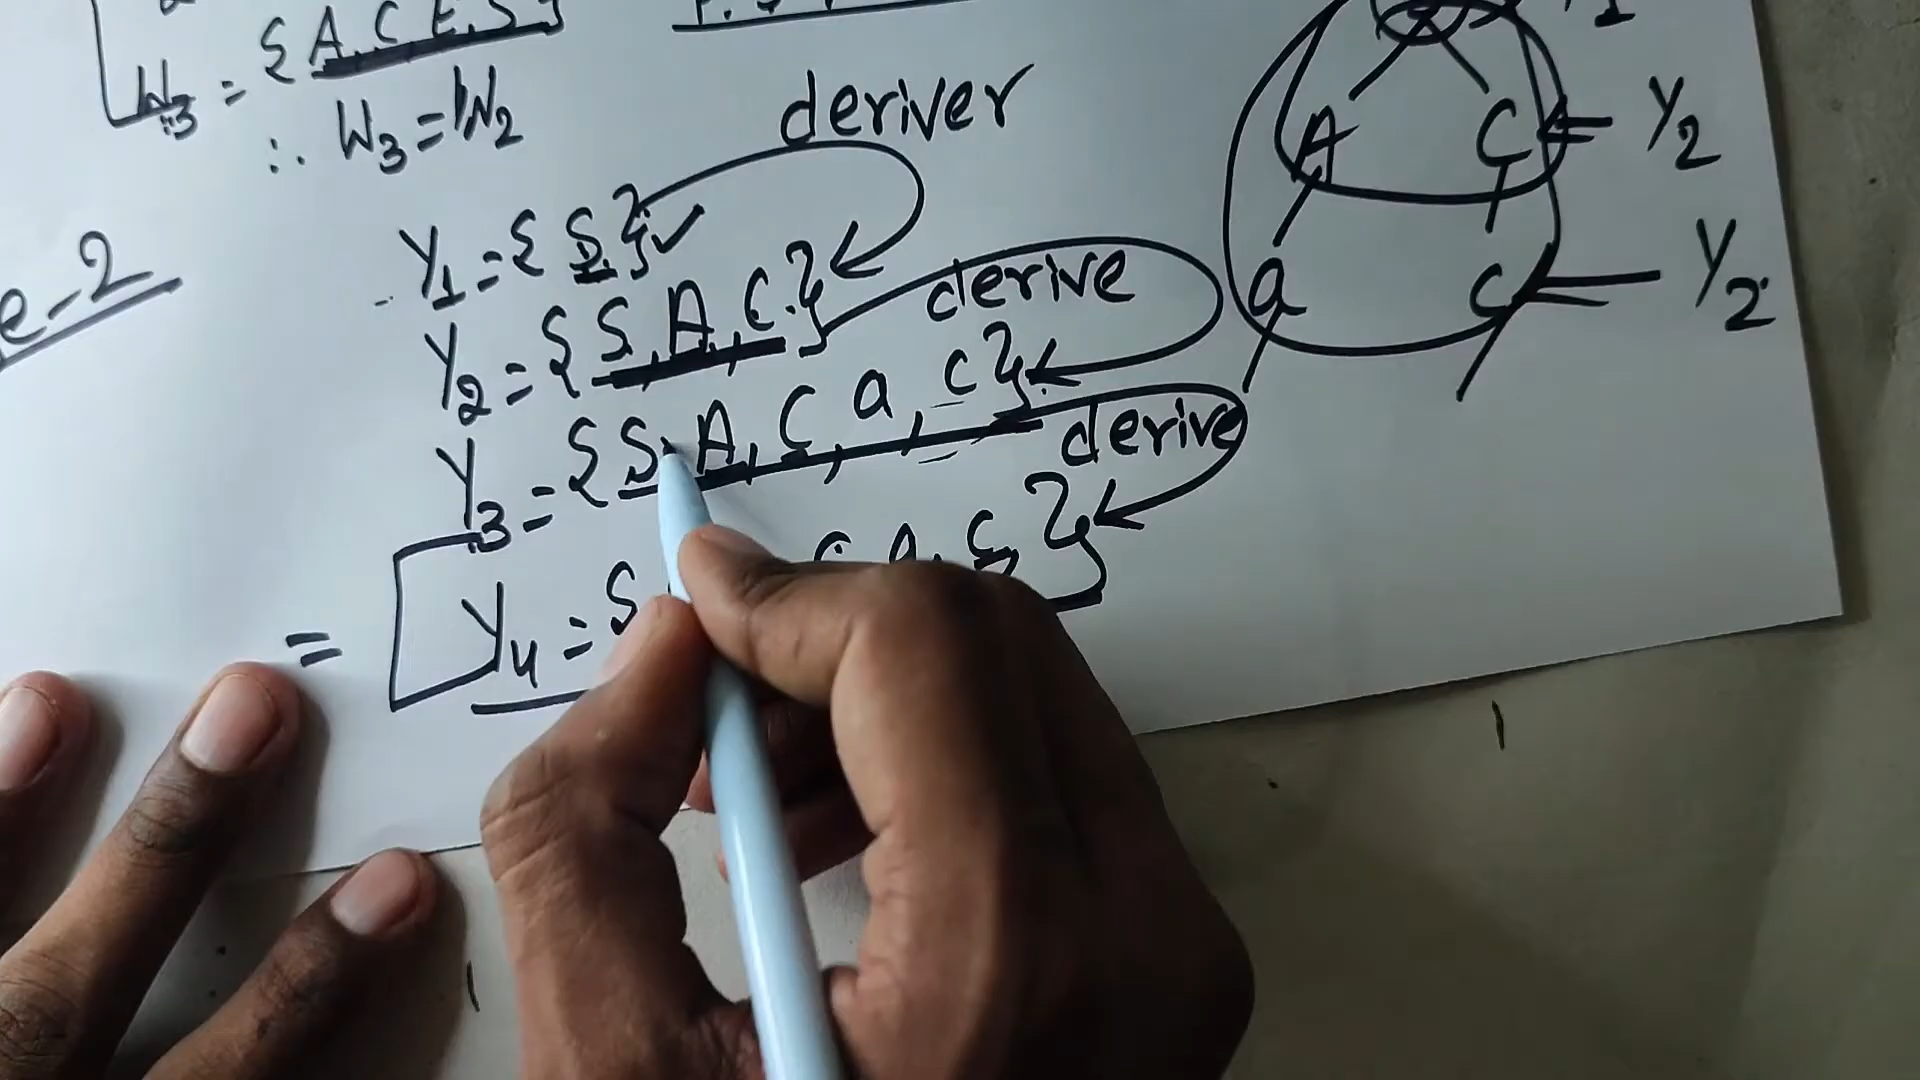 W3 = {A, C, E, S}
∴ W3 = W2
deriver
Y1 = {S} ✓
Y2 = {S, A, C}
derive
Y3 = {S, A, C, a, c}
derive
= Y4 = {S C, a, c}
e-2
A C Y2
a c Y2